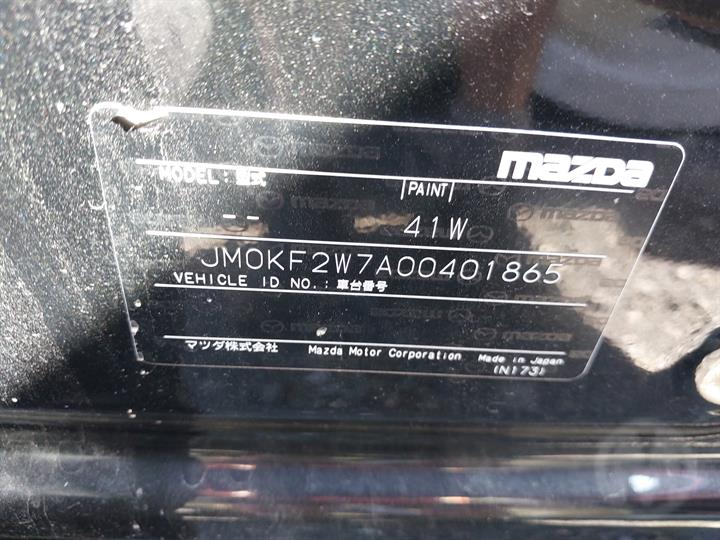 mazda
MODEL : 型式 |PAINT|
-- 41W
JM0KF2W7A00401865
VEHICLE ID NO. : 車台番号
マツダ株式会社 Mazda Motor Corporation Made in Japan
(N173)